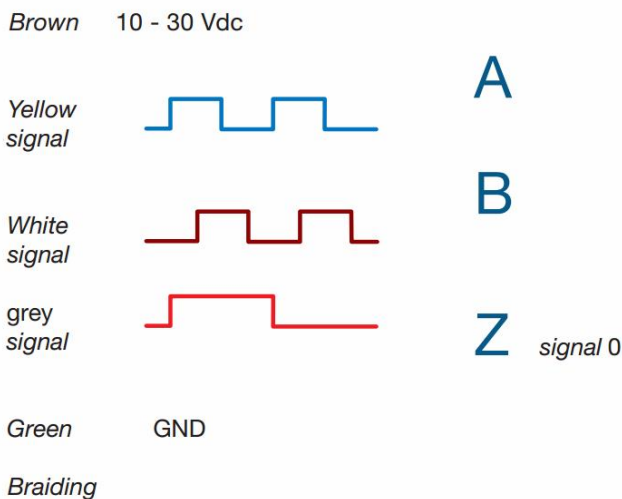 Brown 10 - 30 Vdc
A
Yellow
signal
B
White
signal
grey
signal
Z signal 0
Green GND
Braiding